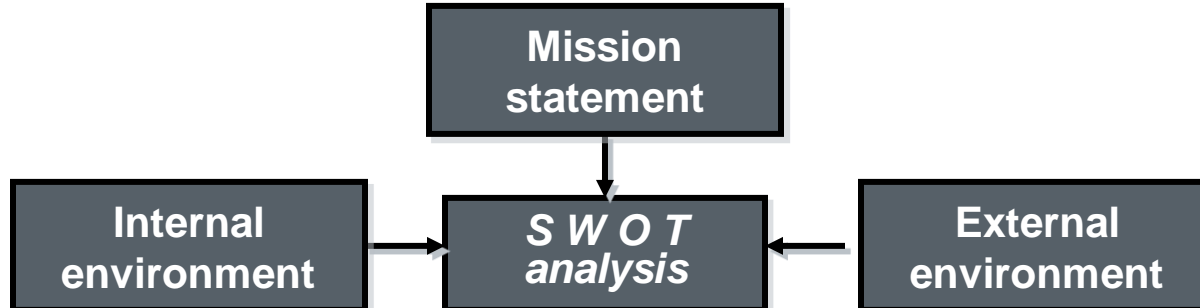 Mission
statement
Internal
environment
S W O T
analysis
External
environment